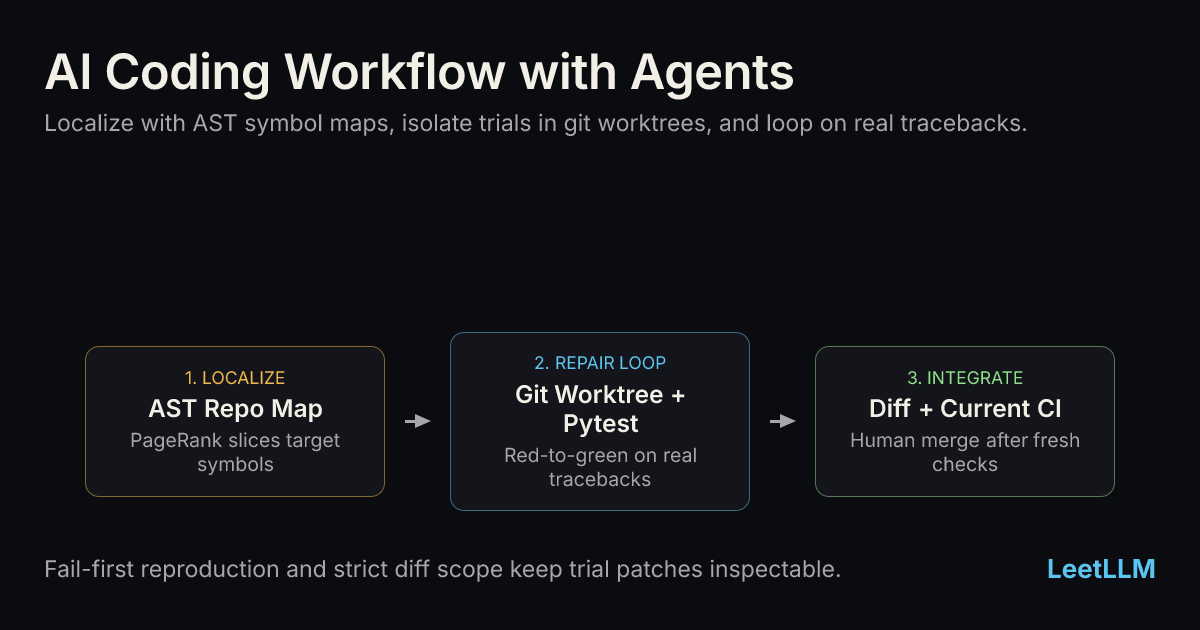 AI Coding Workflow with Agents
Localize with AST symbol maps, isolate trials in git worktrees, and loop on real tracebacks.
1. LOCALIZE
AST Repo Map
PageRank slices target
symbols
2. REPAIR LOOP
Git Worktree +
Pytest
Red-to-green on real
tracebacks
3. INTEGRATE
Diff + Current CI
Human merge after fresh
checks
Fail-first reproduction and strict diff scope keep trial patches inspectable.
LeetLLM